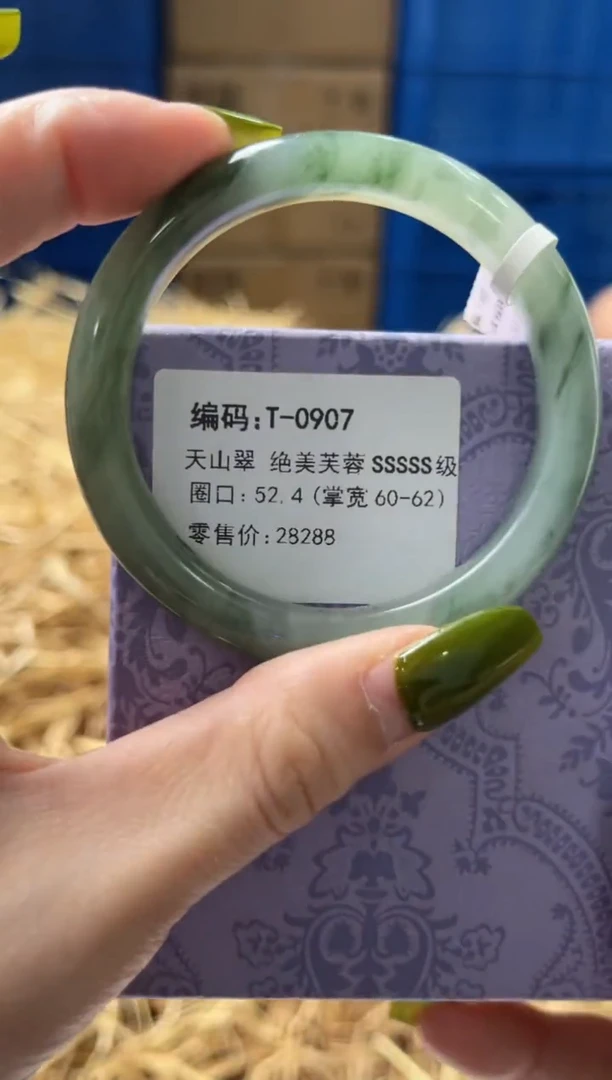 编码:T-0907
天山翠 绝美芙蓉 SSSSS级
圈口: 52.4 (掌宽 60-62)
零售价: 28288